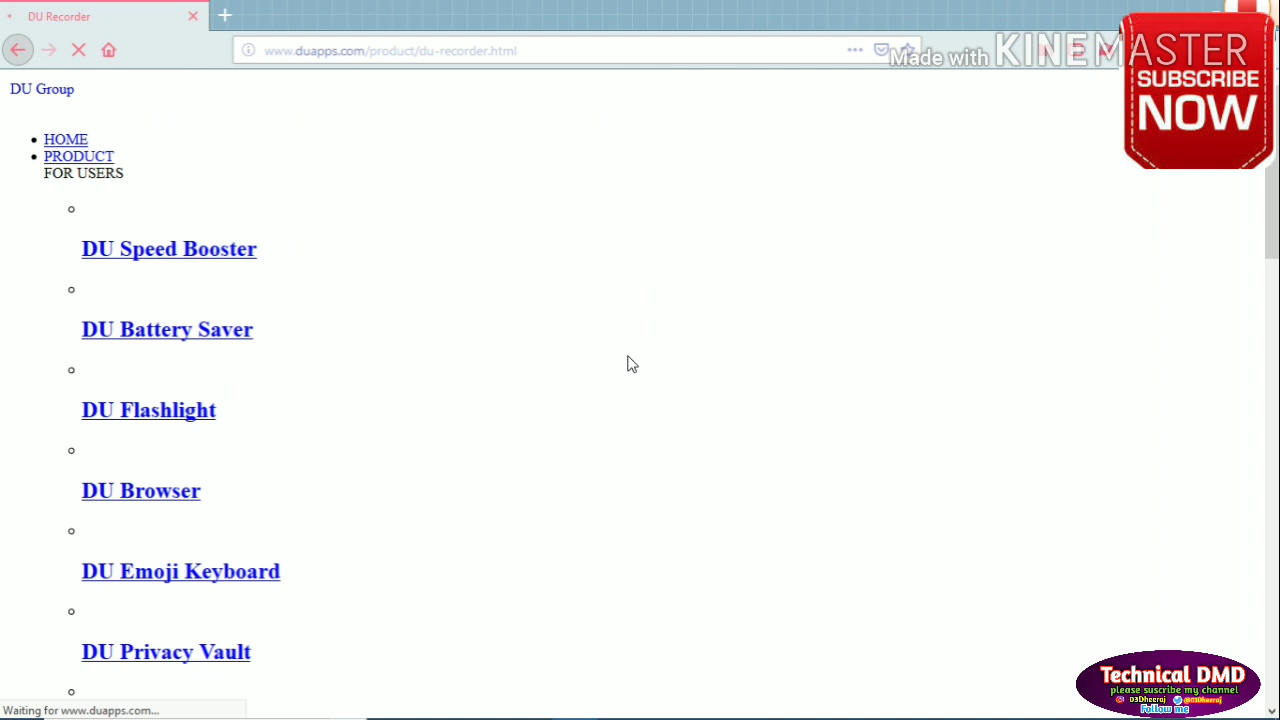 DU Recorder
www.duapps.com/product/du-recorder.html
Made with KINEMASTER
SUBSCRIBE
NOW
DU Group
HOME
PRODUCT
FOR USERS
DU Speed Booster
DU Battery Saver
DU Flashlight
DU Browser
DU Emoji Keyboard
DU Privacy Vault
Waiting for www.duapps.com...
Technical DMD
please suscribe my channel
D3Dheeraj @D3Dheeraj
Follow me